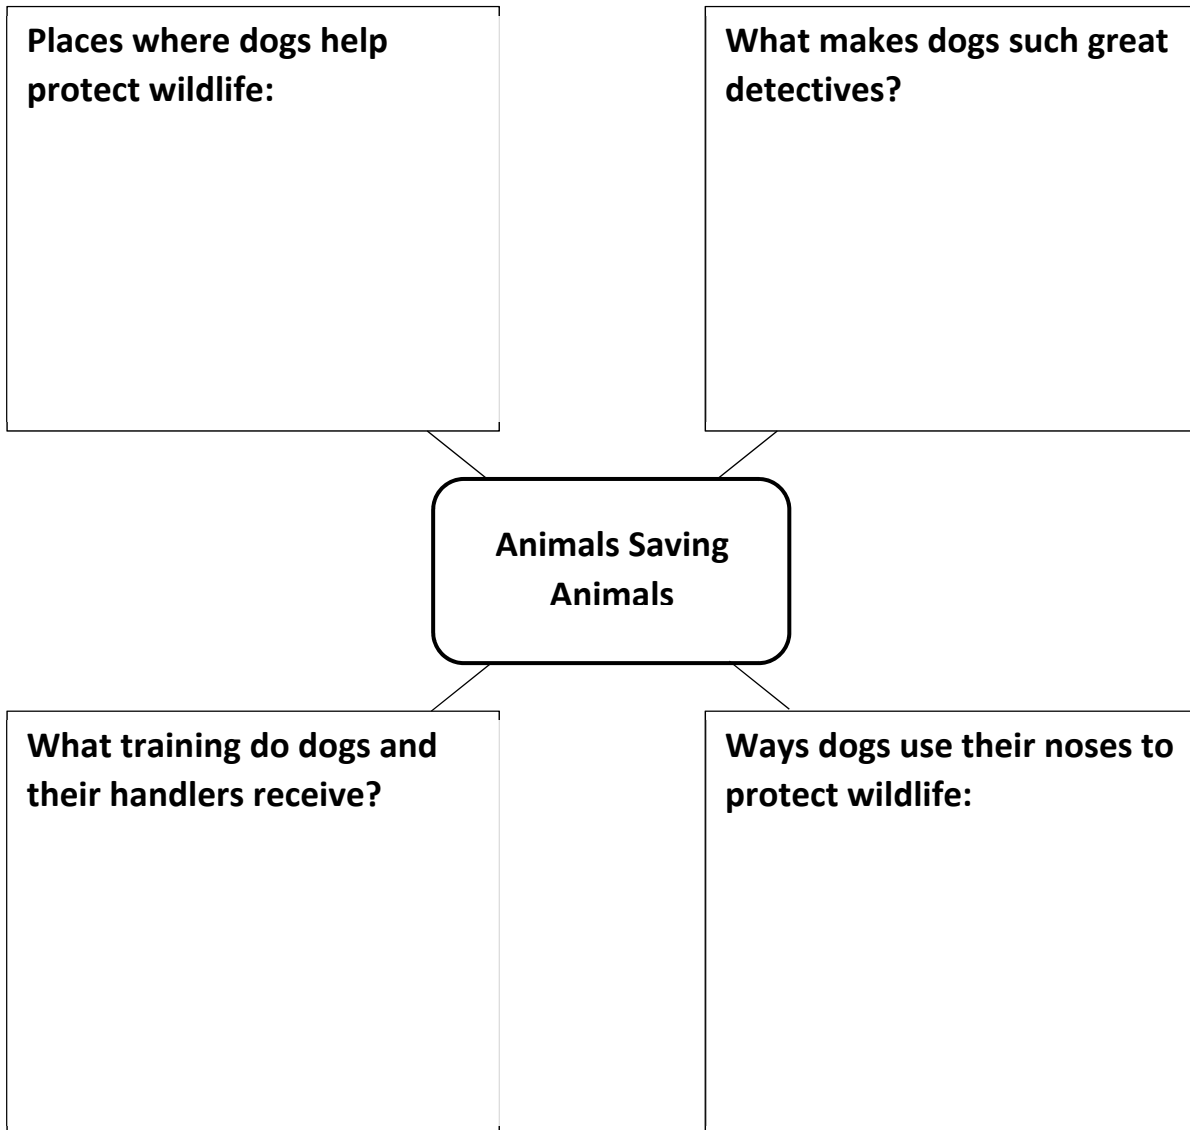 Places where dogs help
protect wildlife:
What makes dogs such great
detectives?
Animals Saving
Animals
What training do dogs and
their handlers receive?
Ways dogs use their noses to
protect wildlife: